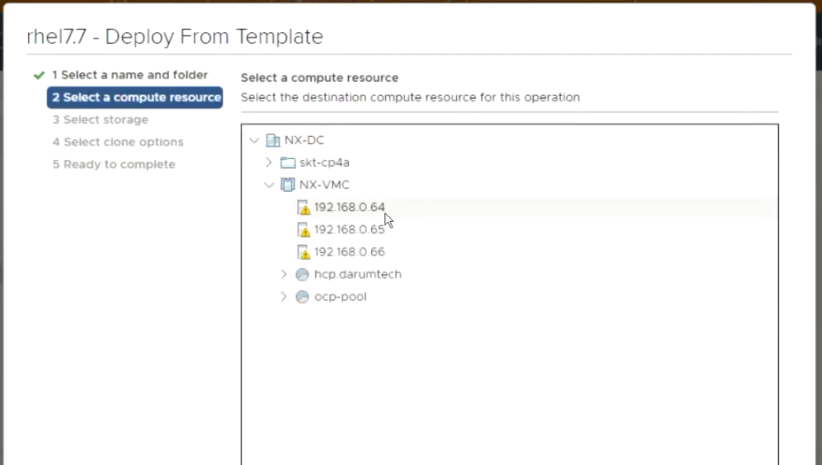 rhel7.7 - Deploy From Template
1 Select a name and folder
2 Select a compute resource
3 Select storage
4 Select clone options
5 Ready to complete
Select a compute resource
Select the destination compute resource for this operation
NX-DC
skt-cp4a
NX-VMC
192.168.0.64
192.168.0.65
192.168.0.66
hcp.darumtech
ocp-pool